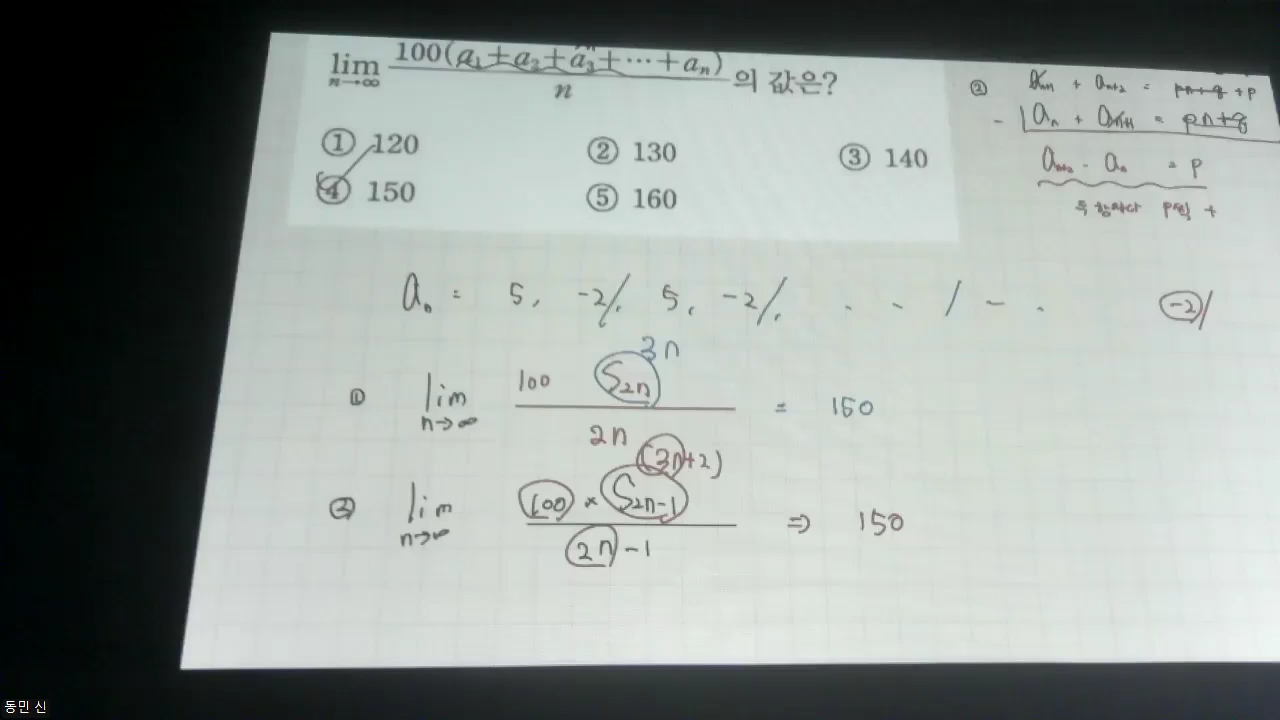 lim n→∞ 100(a₁+a₂+a₃+⋯+aₙ) / n 의 값은?
① 120 ② 130 ③ 140
④ 150 ⑤ 160
② aₙ₊₁ + aₙ₊₂ = pn+q +p
- aₙ + aₙ₊₁ = pn+q
aₙ₊₂ - aₙ = p
aₙ = 5, -2/, 5, -2/, . . / - . -2/
① lim n→∞ 100 S₂ₙ 3n / 2n = 150
② lim n→∞ 100 × S₂ₙ₋₁ (3n+2) / 2n-1 ⇒ 150
동민 신